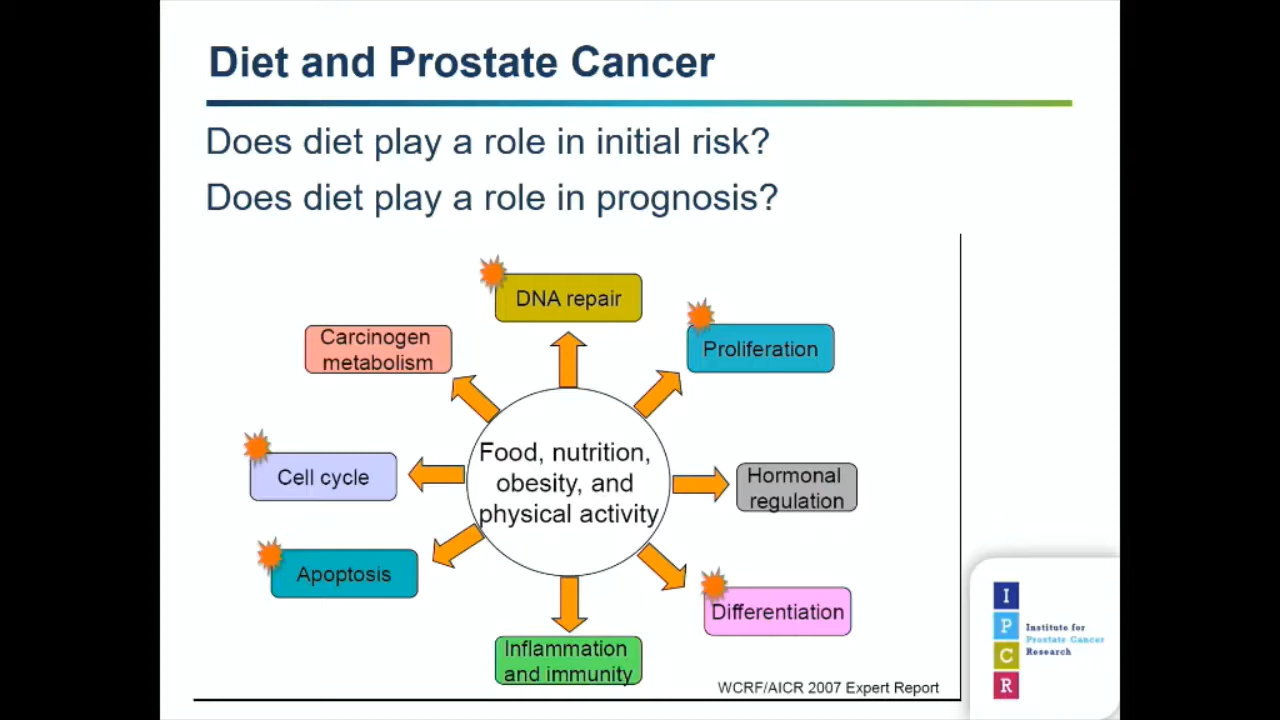 Diet and Prostate Cancer
Does diet play a role in initial risk?
Does diet play a role in prognosis?
DNA repair
Carcinogen
metabolism
Proliferation
Food, nutrition,
obesity, and
physical activity
Cell cycle
Hormonal
regulation
Apoptosis
Differentiation
Inflammation
and immunity
WCRF/AICR 2007 Expert Report
I
P
C
R
Institute for
Prostate Cancer
Research